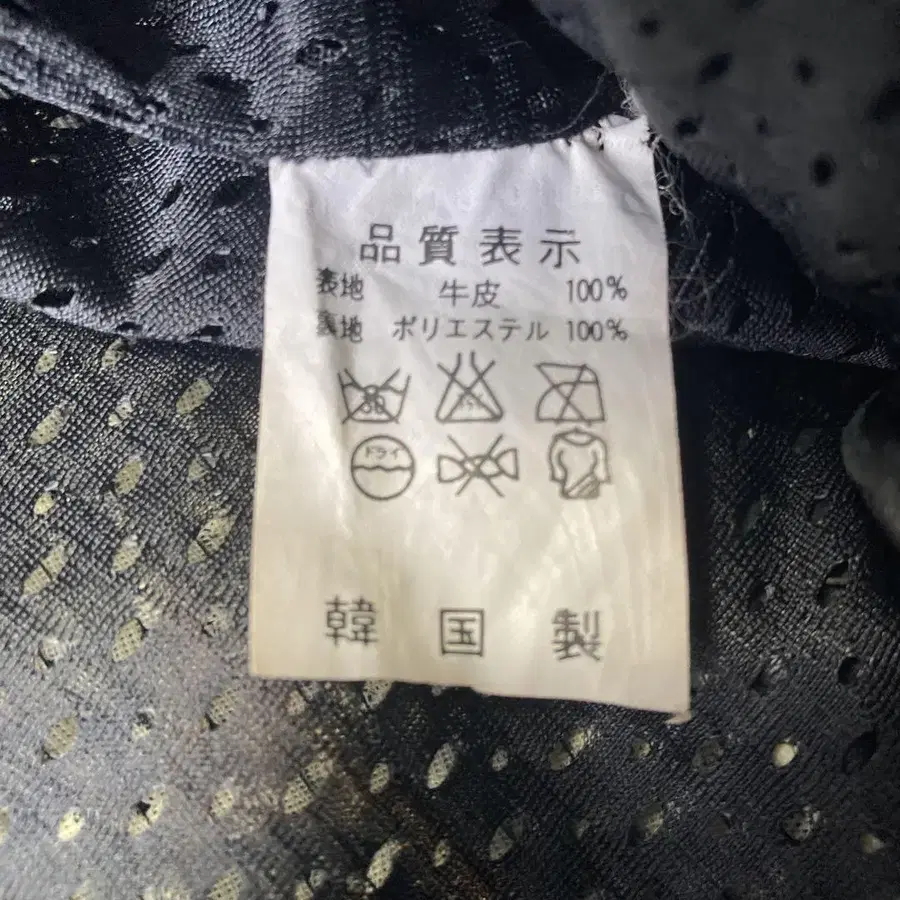 品質表示
表地 牛皮 100%
裏地 ポリエステル 100%
ドライ
韓国製